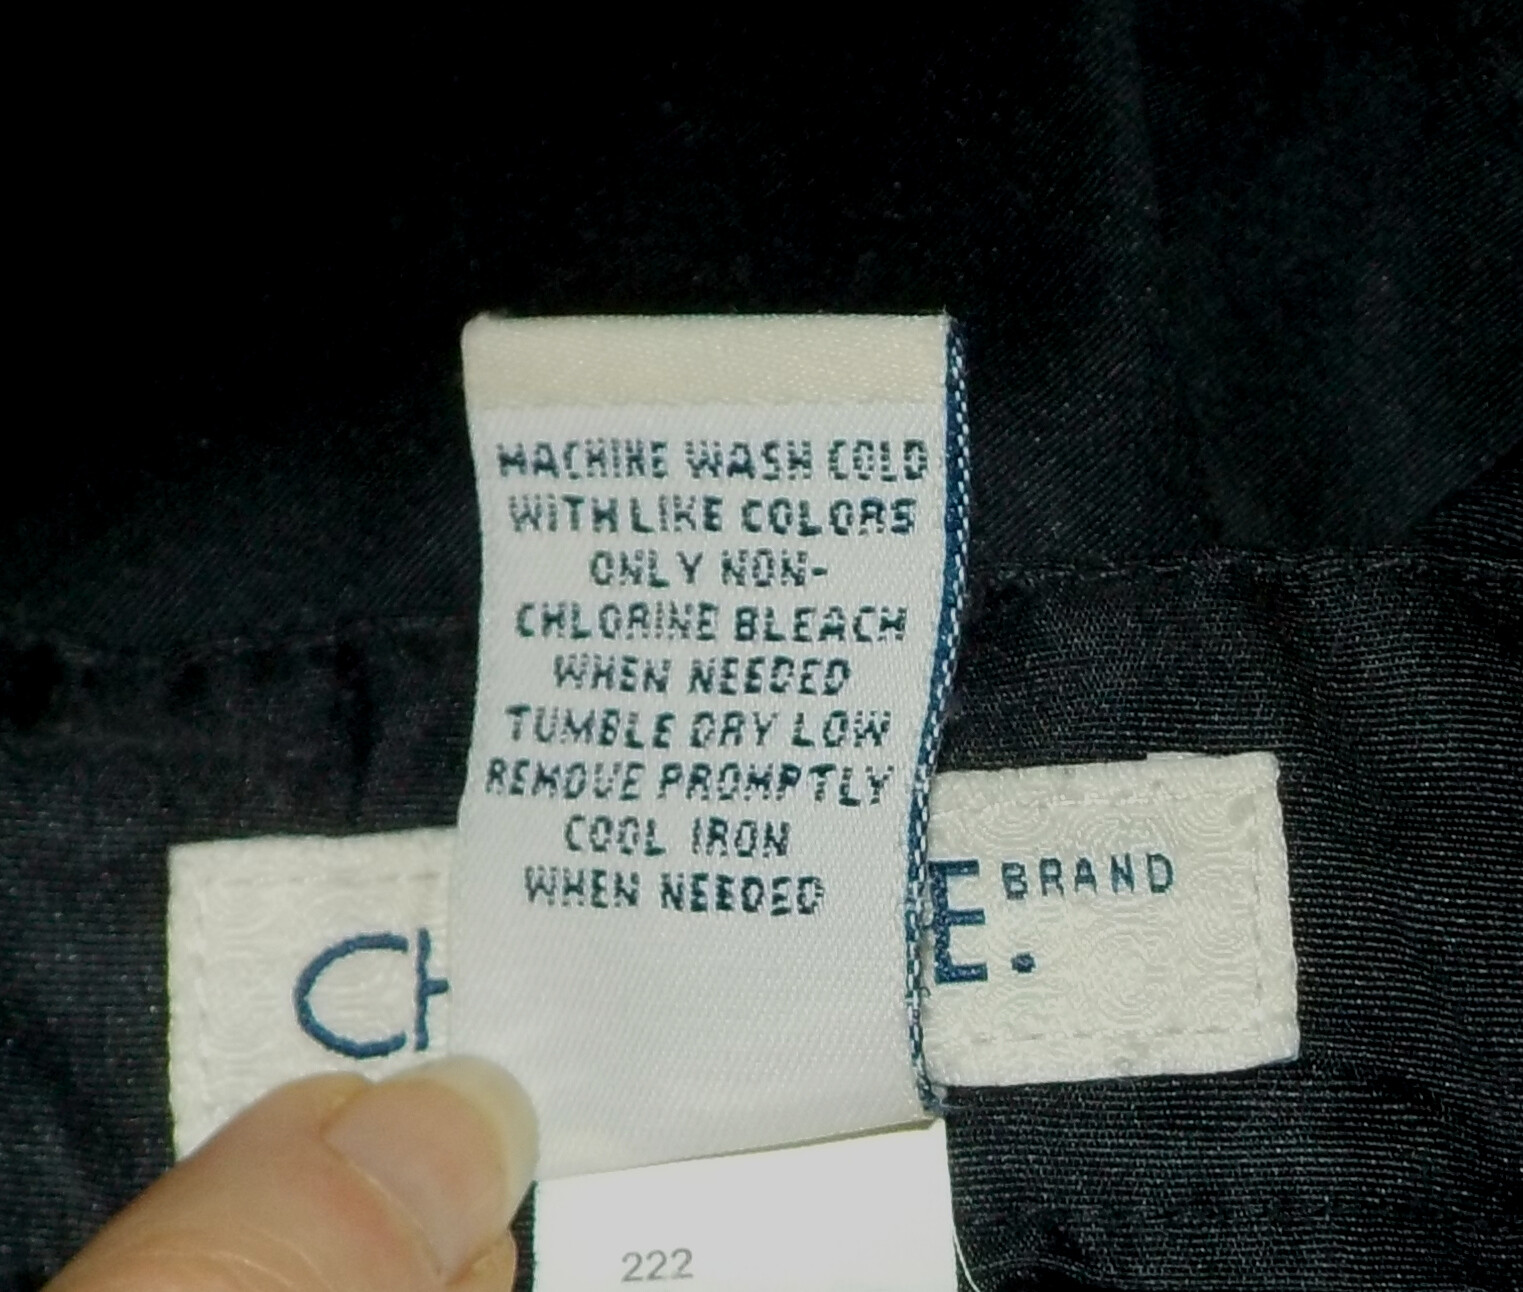 MACHINE WASH COLD
WITH LIKE COLORS
ONLY NON-
CHLORINE BLEACH
WHEN NEEDED
TUMBLE DRY LOW
REMOVE PROMPTLY
COOL IRON
WHEN NEEDED
CH
E. BRAND
222